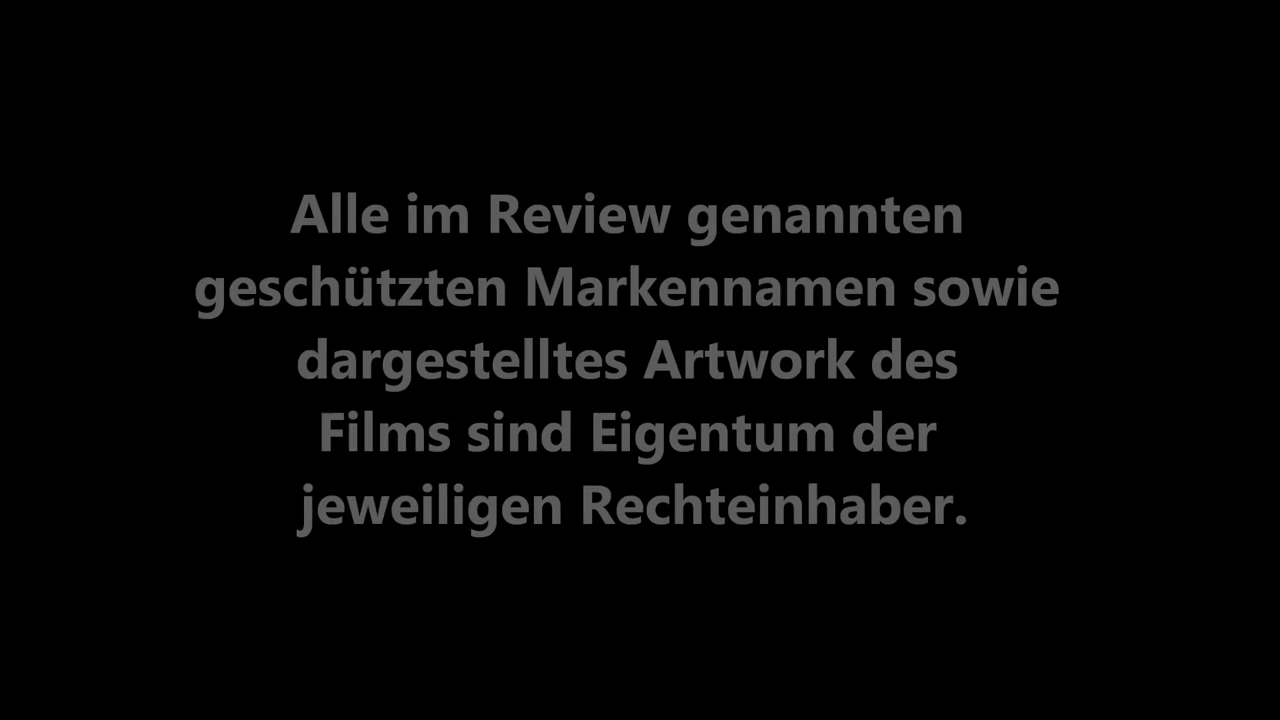 Alle im Review genannten
geschützten Markennamen sowie
dargestelltes Artwork des
Films sind Eigentum der
jeweiligen Rechteinhaber.